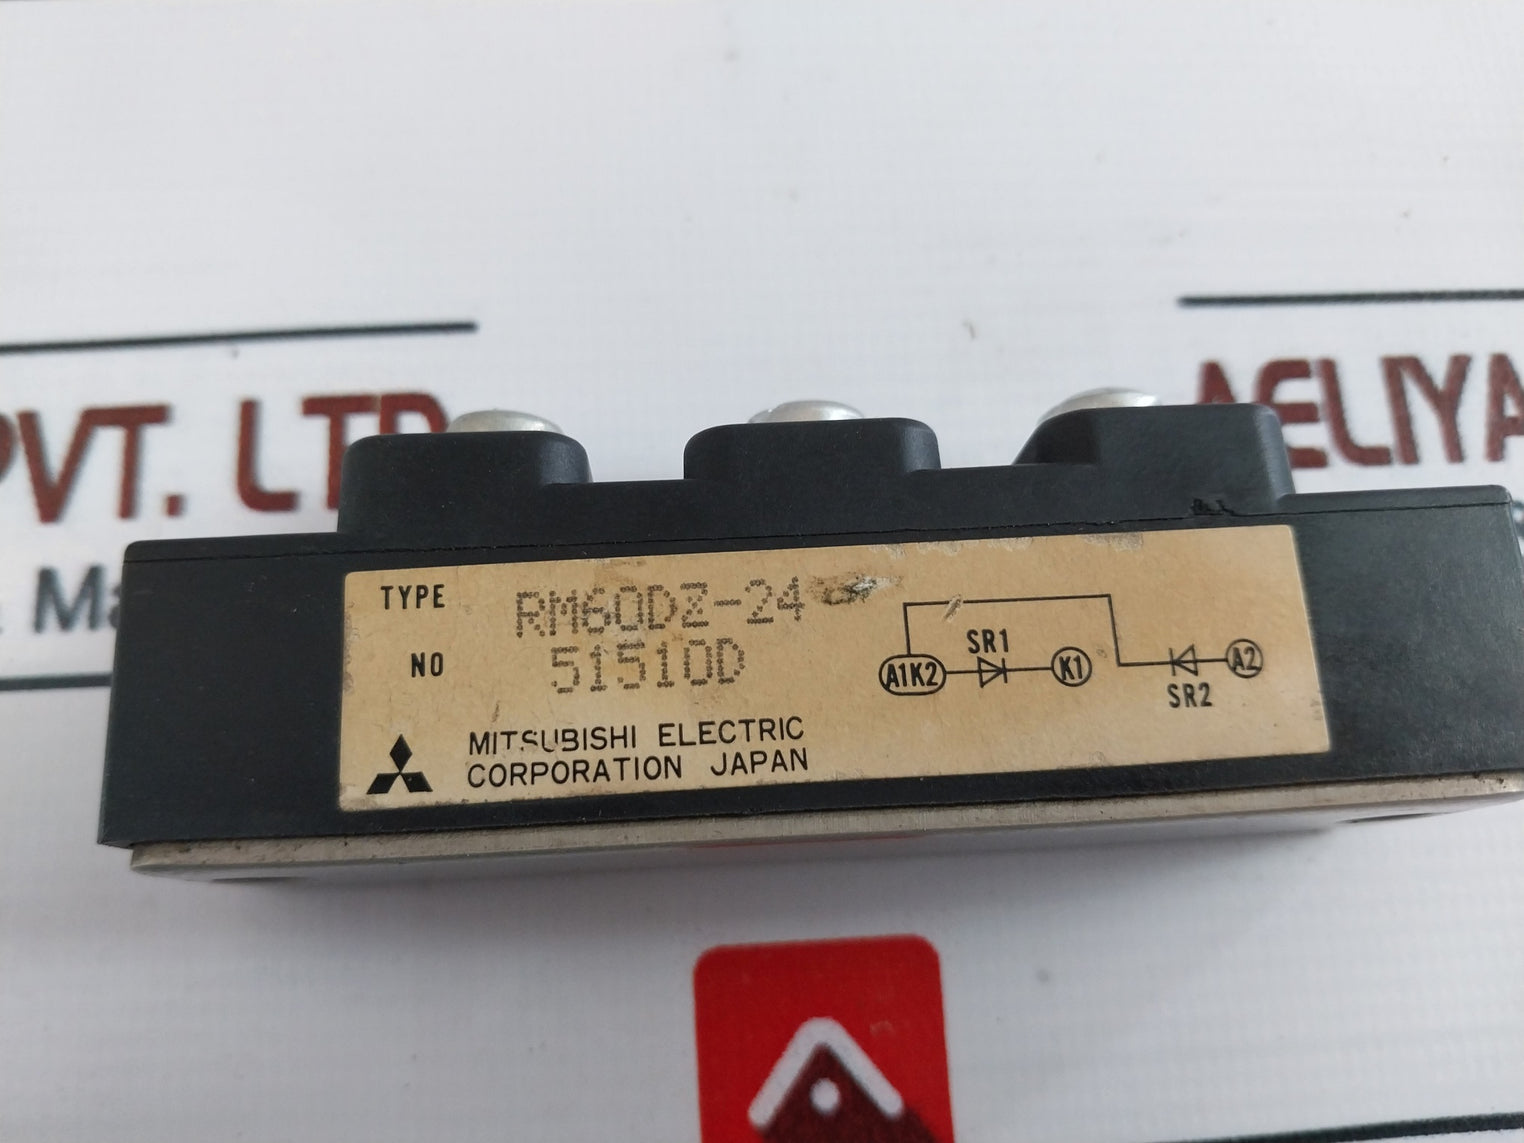 PVT. LTD
AELIYA
Ma
TYPE RM60DZ-24
NO 51510D
MITSUBISHI ELECTRIC
CORPORATION JAPAN
SR1
A1K2 K1 A2
SR2